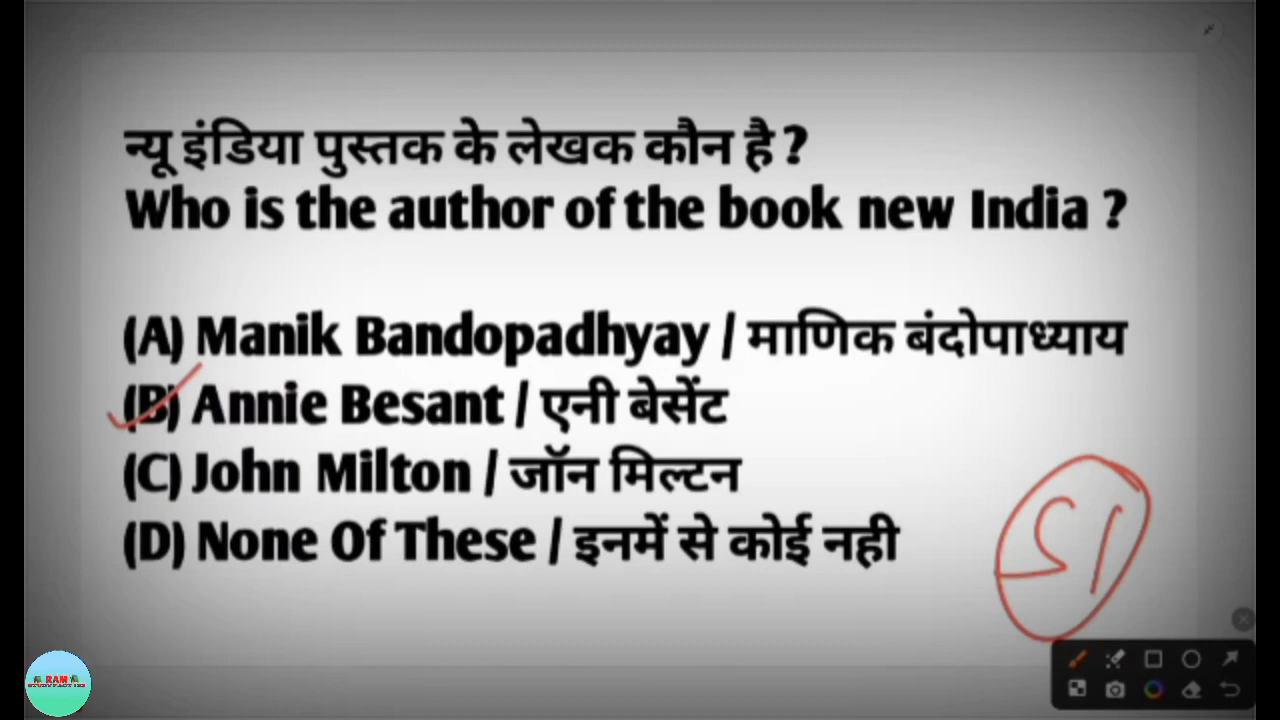 न्यू इंडिया पुस्तक के लेखक कौन है ?
Who is the author of the book new India ?
(A) Manik Bandopadhyay / माणिक बंदोपाध्याय
(B) Annie Besant / एनी बेसेंट
(C) John Milton / जॉन मिल्टन
(D) None Of These / इनमें से कोई नही
51
RAM